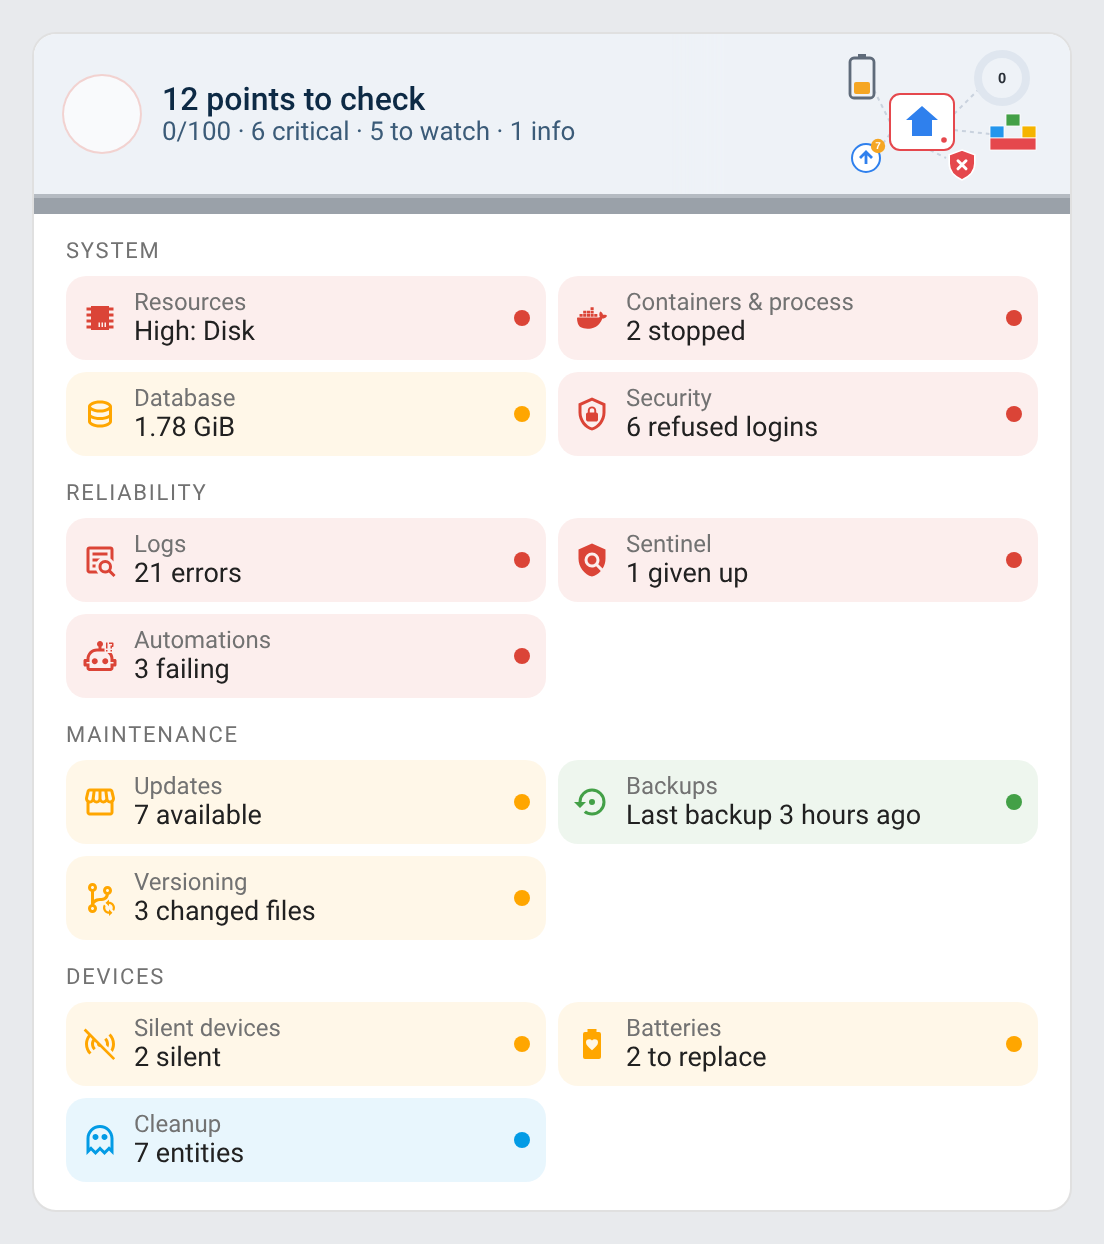 12 points to check
0/100 · 6 critical · 5 to watch · 1 info
0
7
SYSTEM
Resources
High: Disk
Containers & process
2 stopped
Database
1.78 GiB
Security
6 refused logins
RELIABILITY
Logs
21 errors
Sentinel
1 given up
Automations
3 failing
MAINTENANCE
Updates
7 available
Backups
Last backup 3 hours ago
Versioning
3 changed files
DEVICES
Silent devices
2 silent
Batteries
2 to replace
Cleanup
7 entities